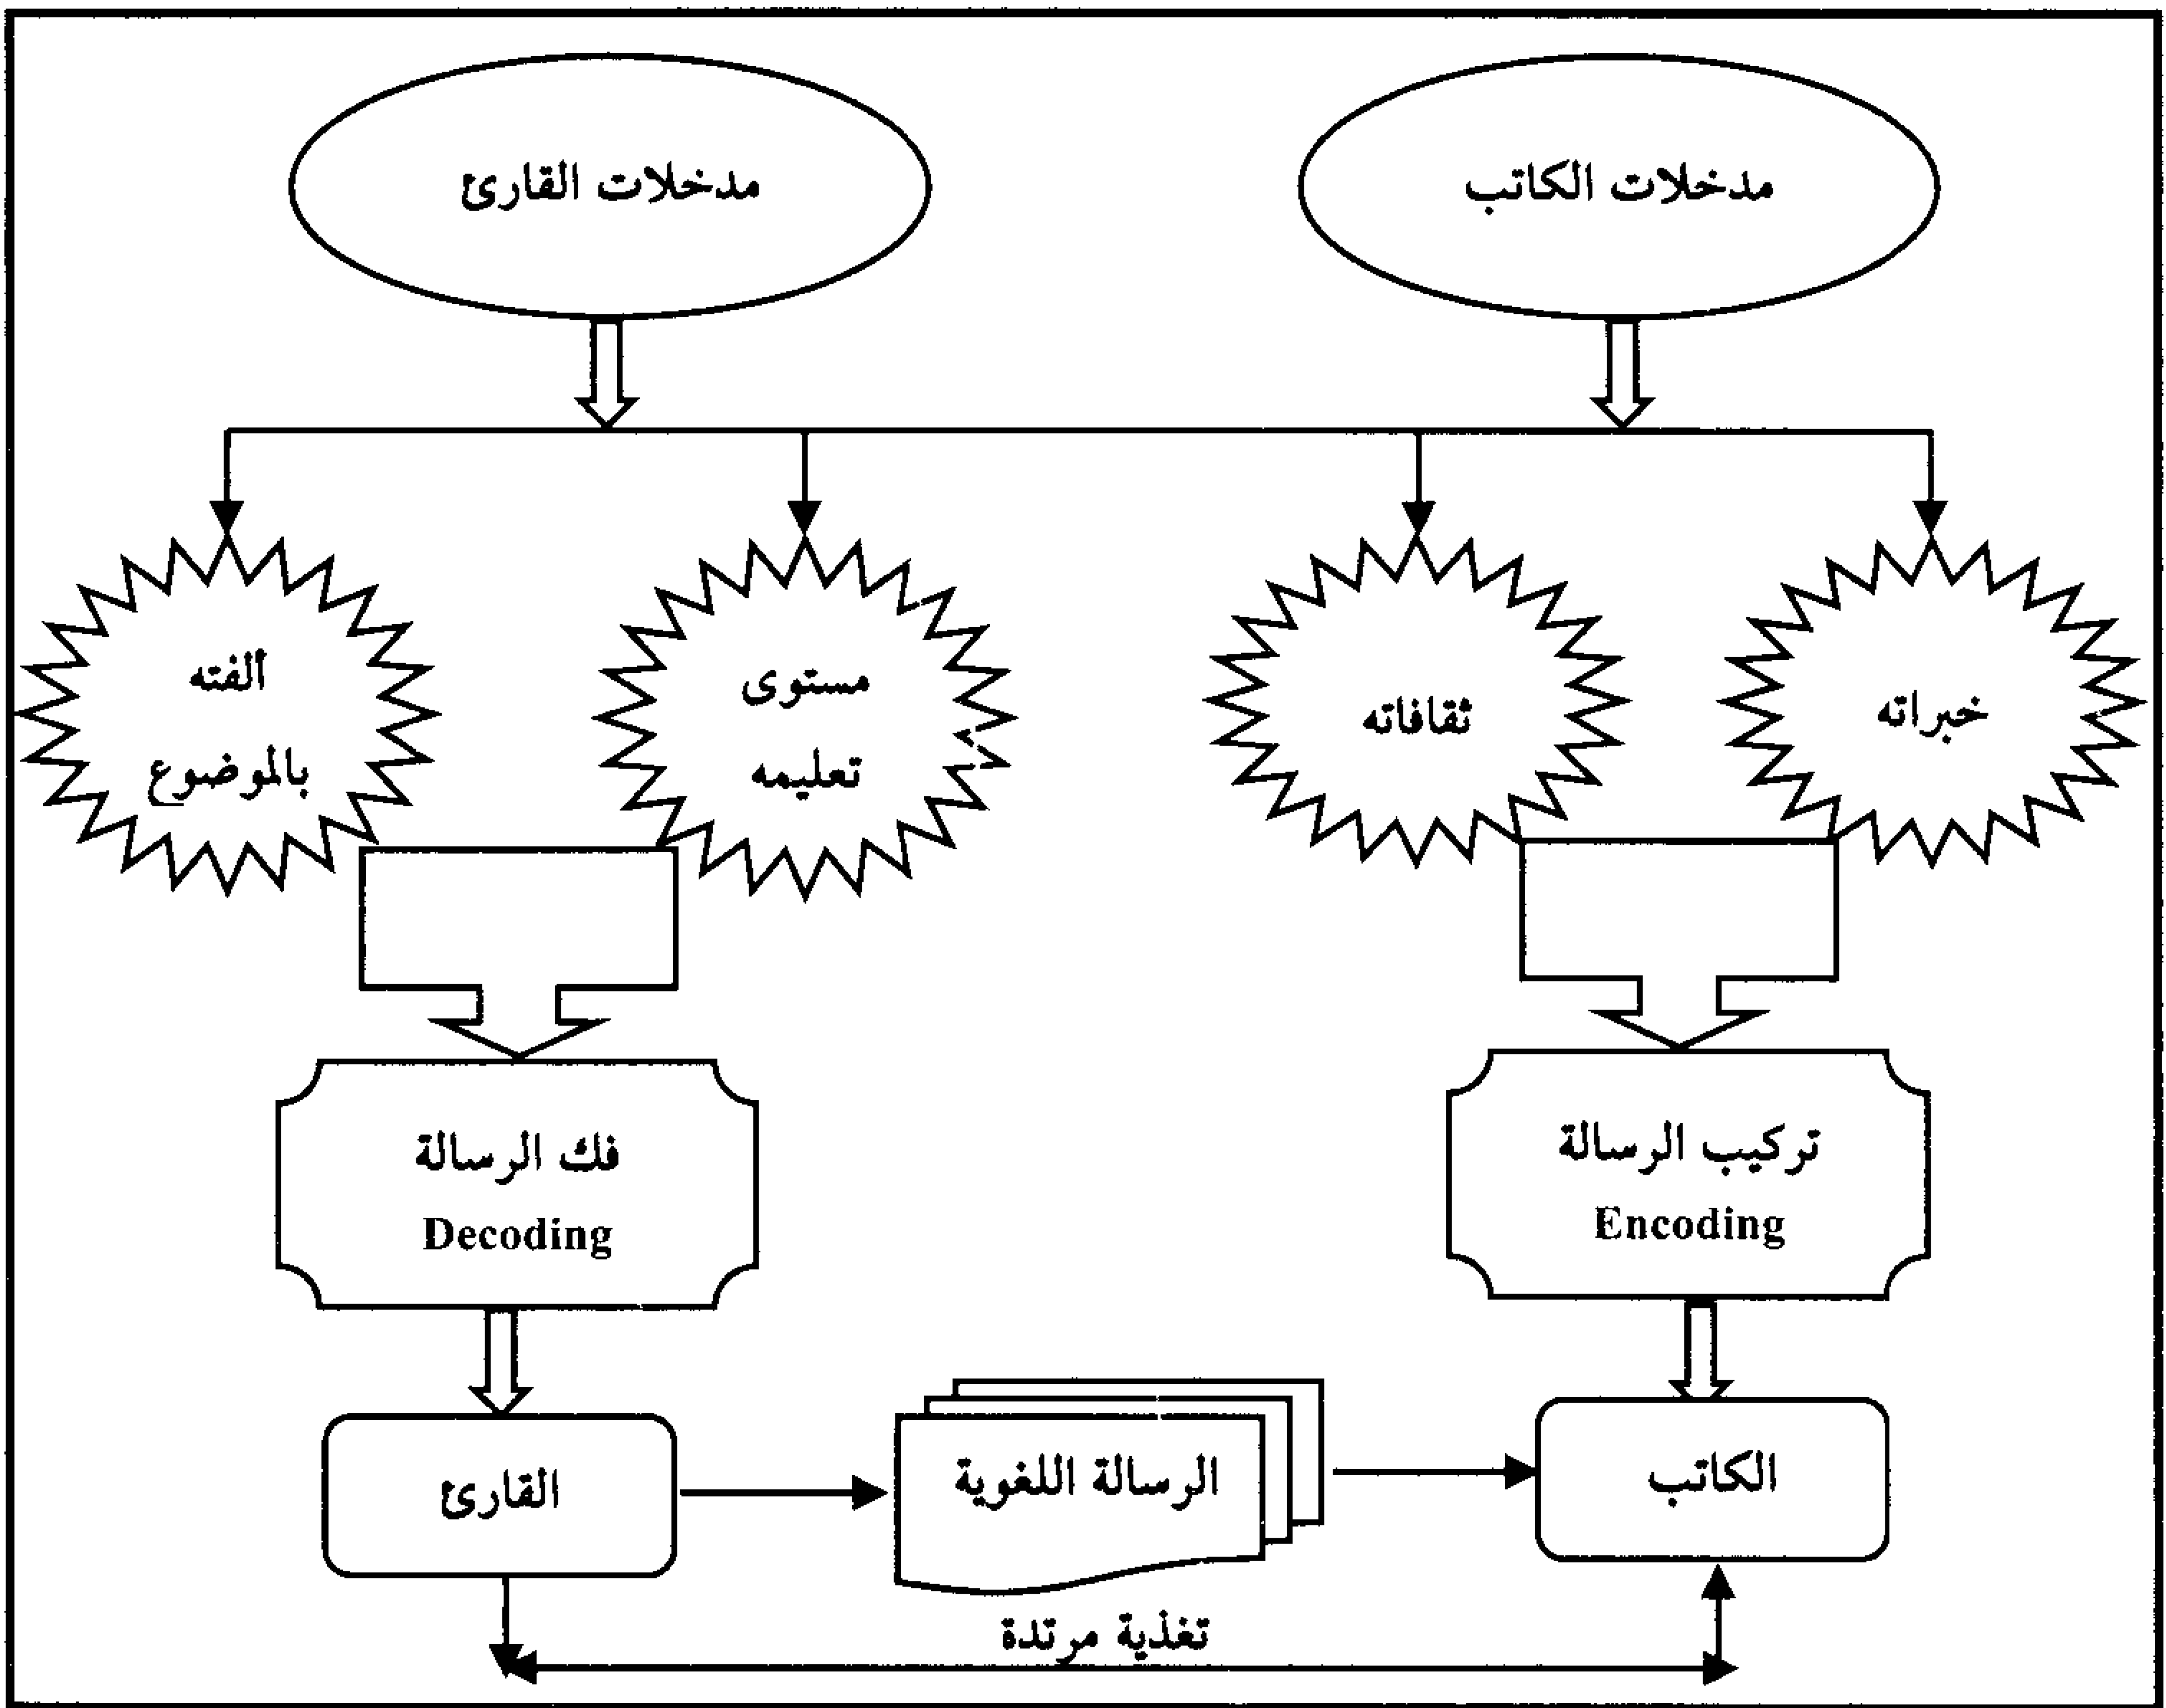 مدخلات الكاتب
مدخلات القارئ
خبراته
ثقافاته
مستوى
تعليمه
ألفته
بالموضوع
تركيب الرسالة
Encoding
فك الرسالة
Decoding
الكاتب
الرسالة اللغوية
القارئ
تغذية مرتدة